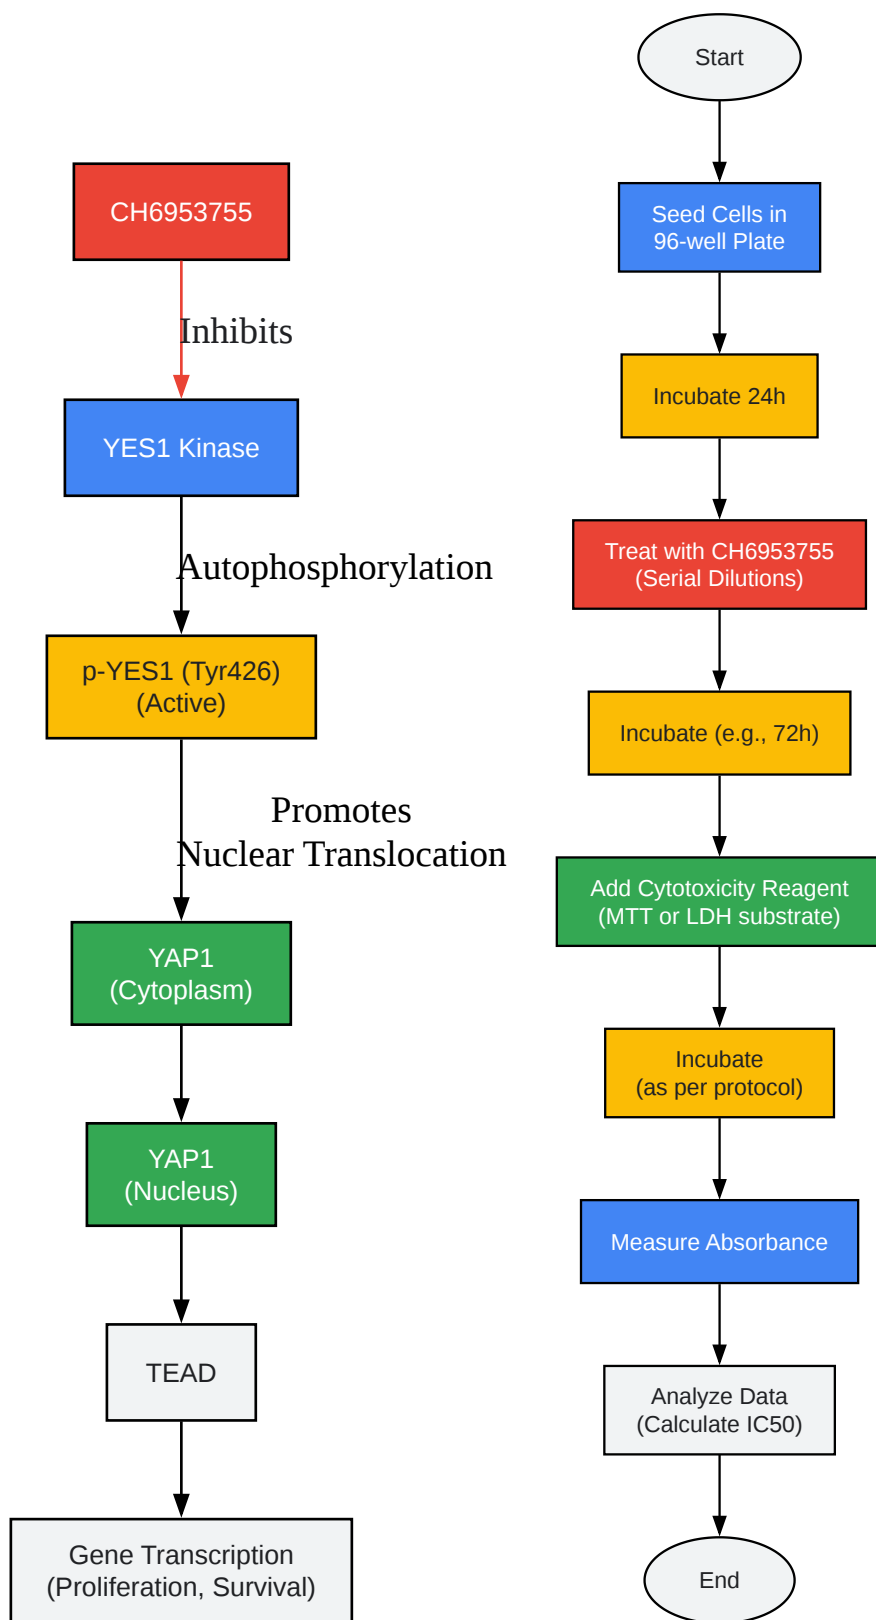 CH6953755
Inhibits
YES1 Kinase
Autophosphorylation
p-YES1 (Tyr426)
(Active)
Promotes
Nuclear Translocation
YAP1
(Cytoplasm)
YAP1
(Nucleus)
TEAD
Gene Transcription
(Proliferation, Survival)
Start
Seed Cells in
96-well Plate
Incubate 24h
Treat with CH6953755
(Serial Dilutions)
Incubate (e.g., 72h)
Add Cytotoxicity Reagent
(MTT or LDH substrate)
Incubate
(as per protocol)
Measure Absorbance
Analyze Data
(Calculate IC50)
End